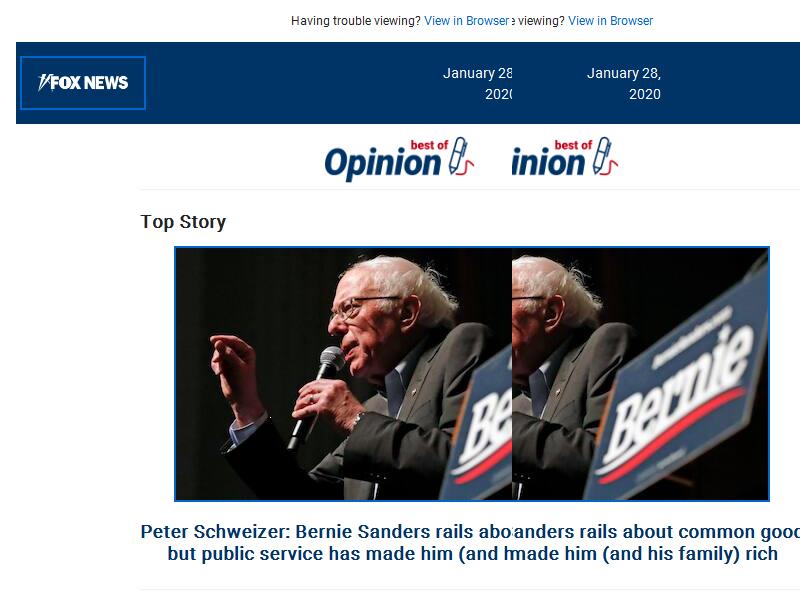 Having trouble viewing? View in Browser e viewing? View in Browser
FOX NEWS
January 28 January 28,
2020 2020
best of best of
Opinion inion
Top Story
Be Bernie
Peter Schweizer: Bernie Sanders rails abo anders rails about common good
but public service has made him (and h made him (and his family) rich